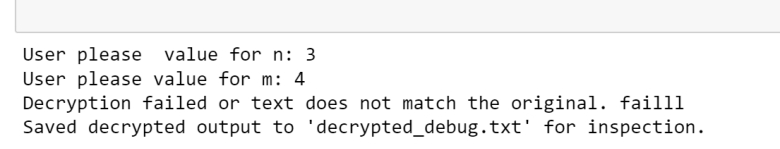 User please  value for n: 3
User please value for m: 4
Decryption failed or text does not match the original. failll
Saved decrypted output to 'decrypted_debug.txt' for inspection.